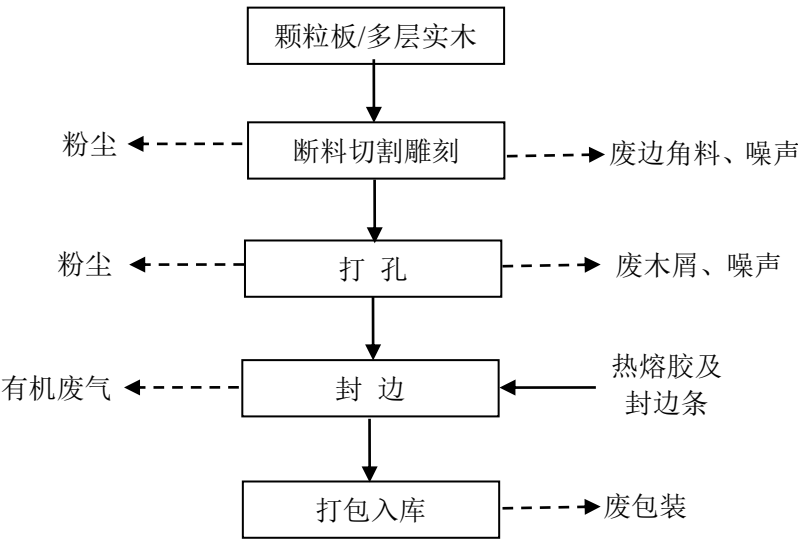 颗粒板/多层实木
粉尘
断料切割雕刻
废边角料、噪声
粉尘
打 孔
废木屑、噪声
有机废气
封 边
热熔胶及
封边条
打包入库
废包装